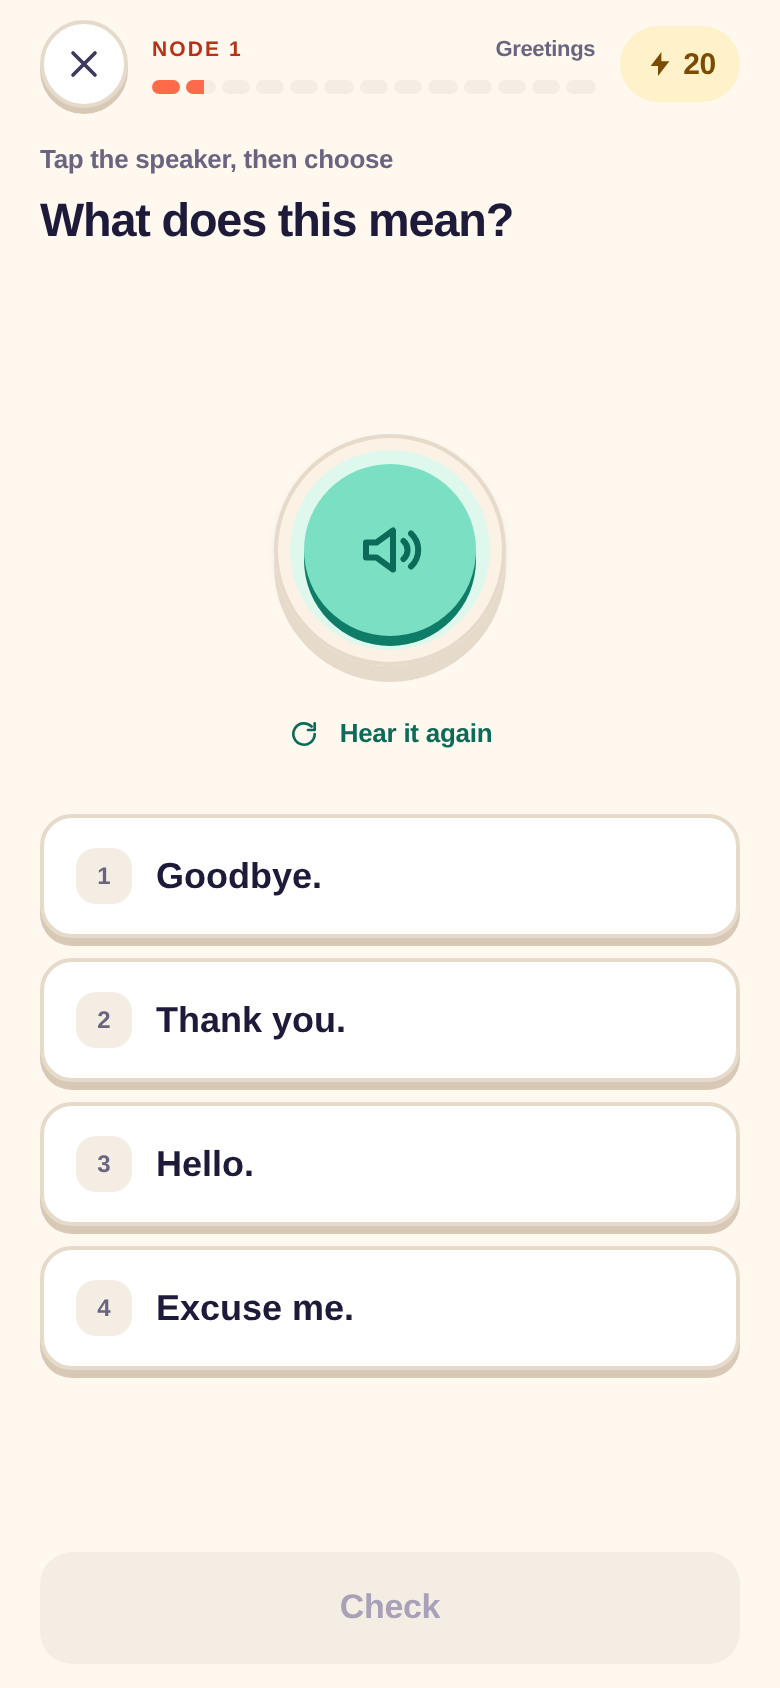 NODE 1
Greetings
20
Tap the speaker, then choose
What does this mean?
Hear it again
1 Goodbye.
2 Thank you.
3 Hello.
4 Excuse me.
Check